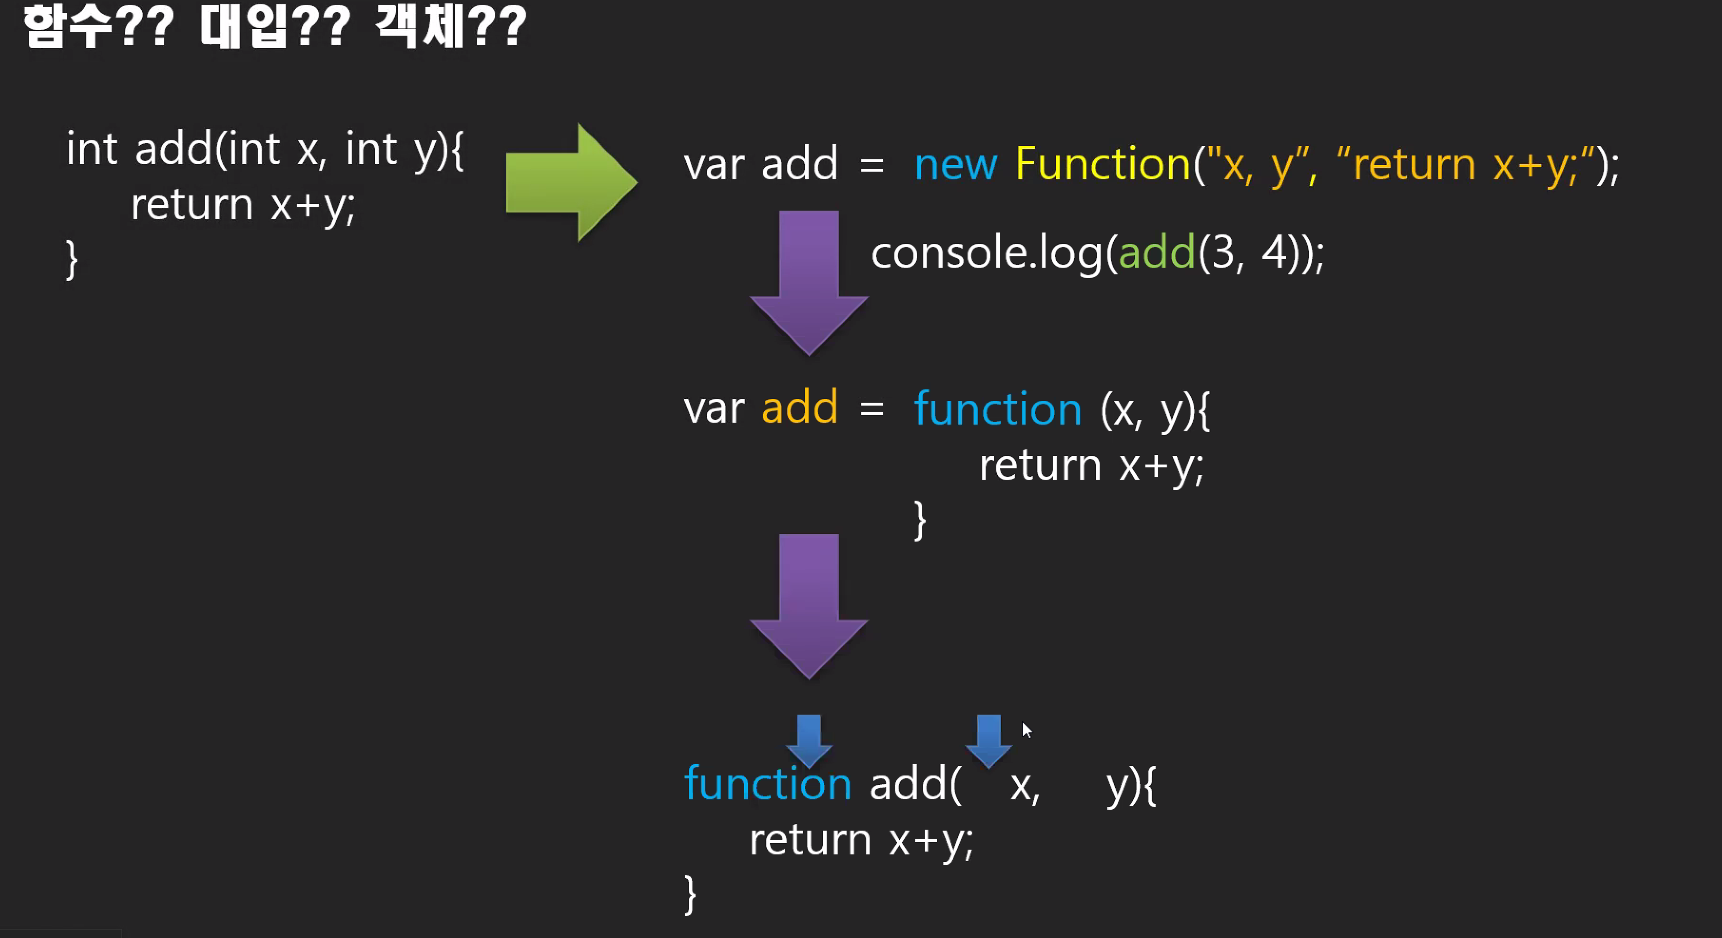 함수?? 대입?? 객체??
int add(int x, int y){
return x+y;
}
var add = new Function("x, y”, “return x+y;“);
console.log(add(3, 4));
var add = function (x, y){
return x+y;
}
function add( x, y){
return x+y;
}